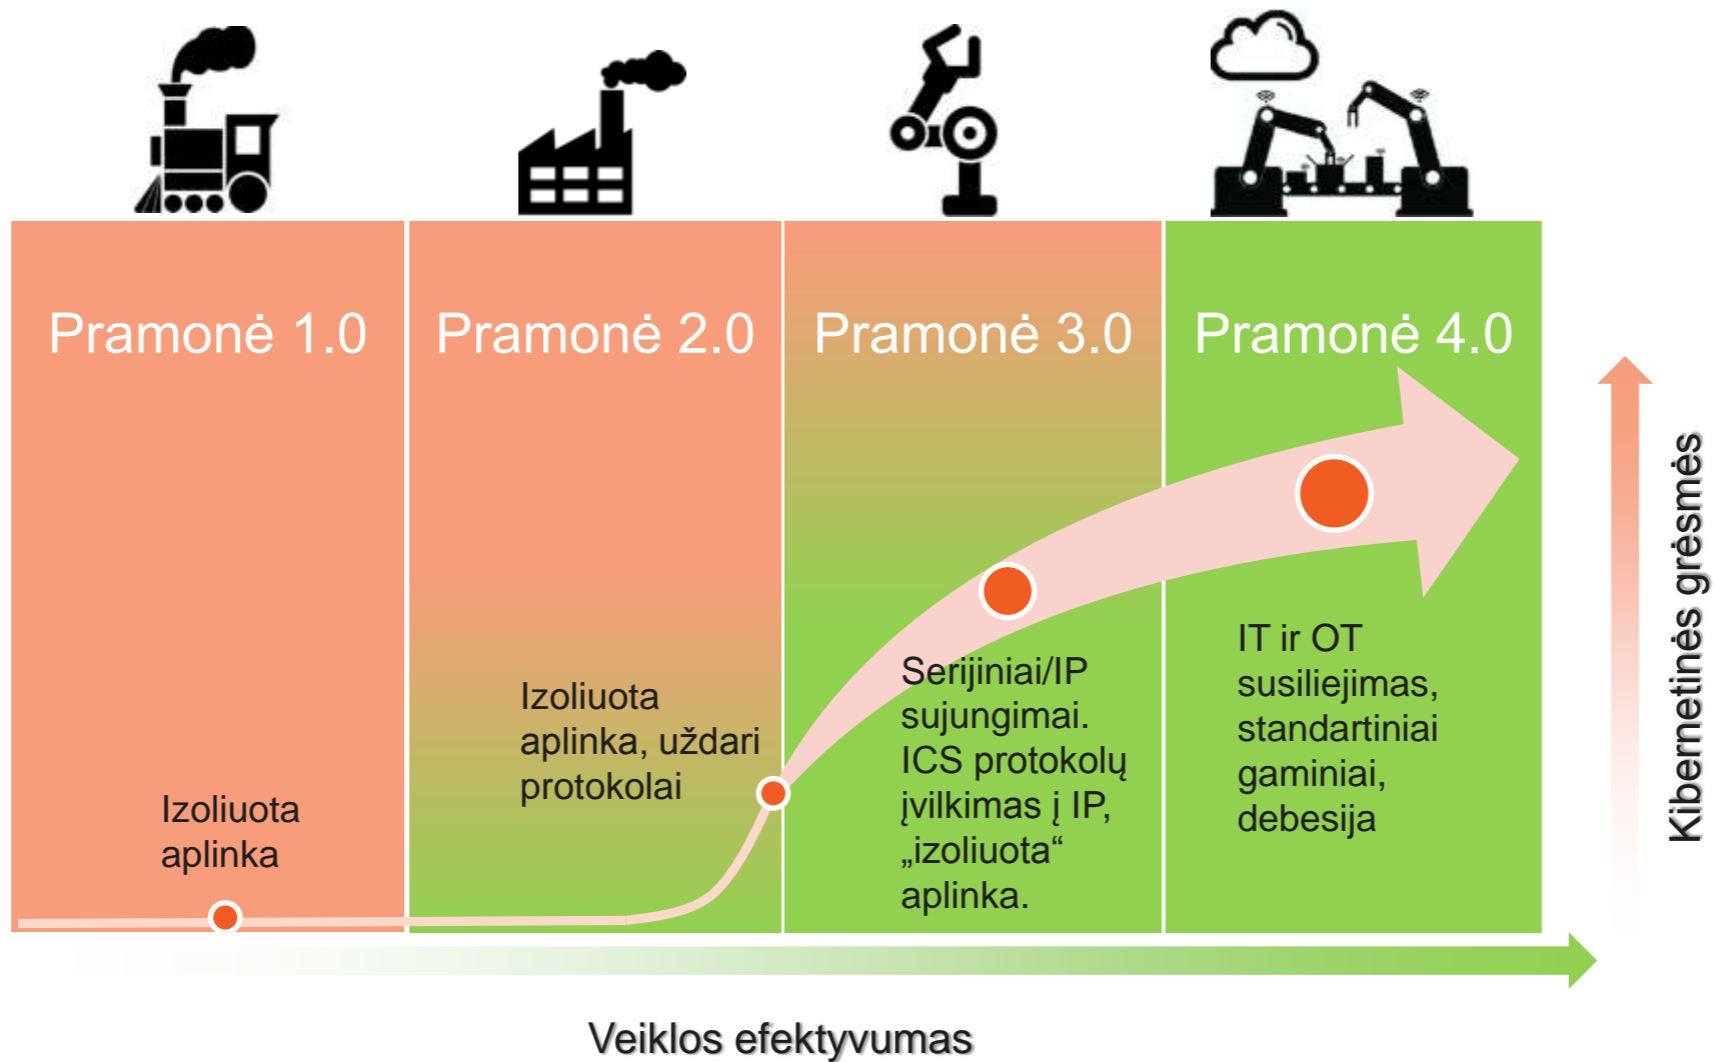 Pramonė 1.0
Pramonė 2.0
Pramonė 3.0
Pramonė 4.0
Izoliuota
aplinka
Izoliuota
aplinka, uždari
protokolai
Serijiniai/IP
sujungimai.
ICS protokolų
įvilkimas į IP,
„izoliuota“
aplinka.
IT ir OT
susiliejimas,
standartiniai
gaminiai,
debesija
Kibernetinės grėsmės
Veiklos efektyvumas